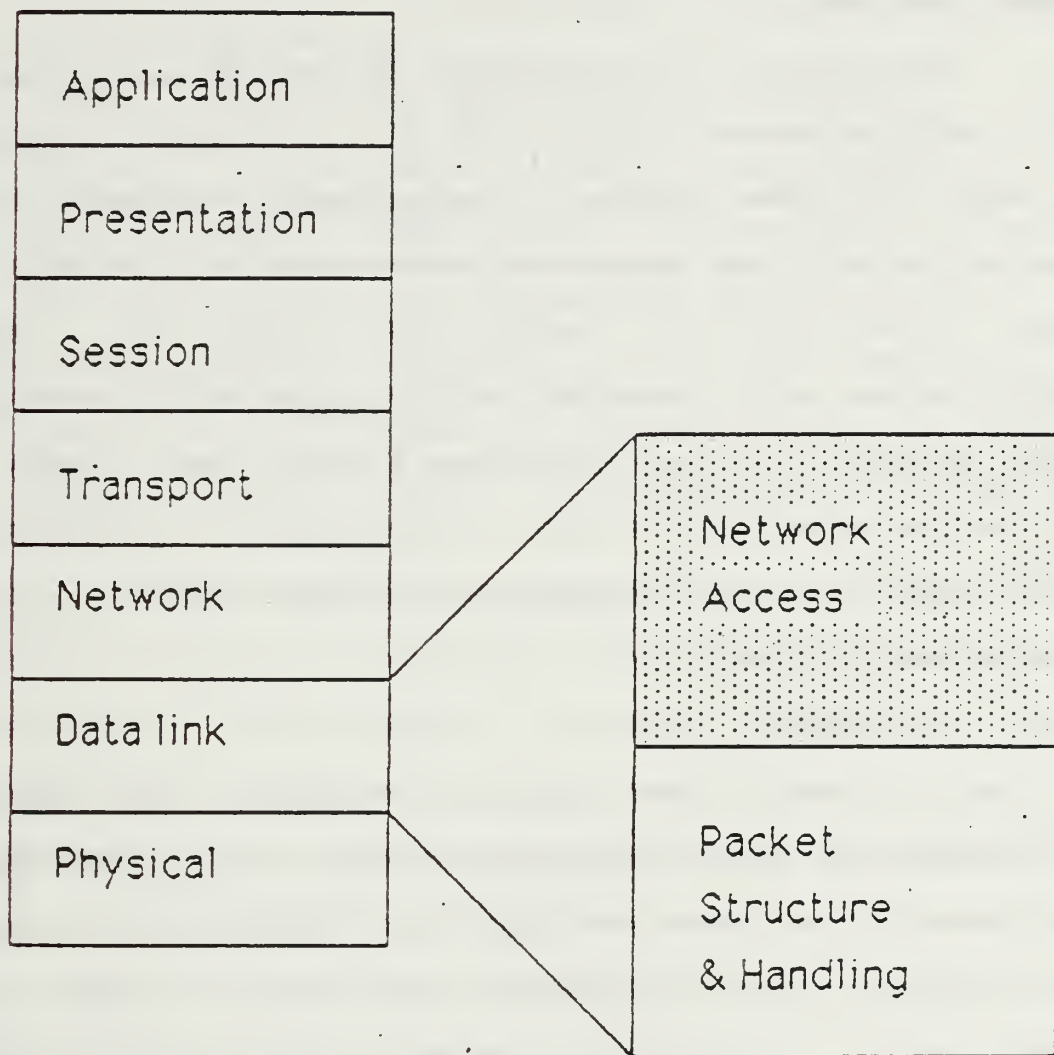 Application
Presentation
Session
Transport
Network
Data link
Physical
Network
Access
Packet
Structure
& Handling